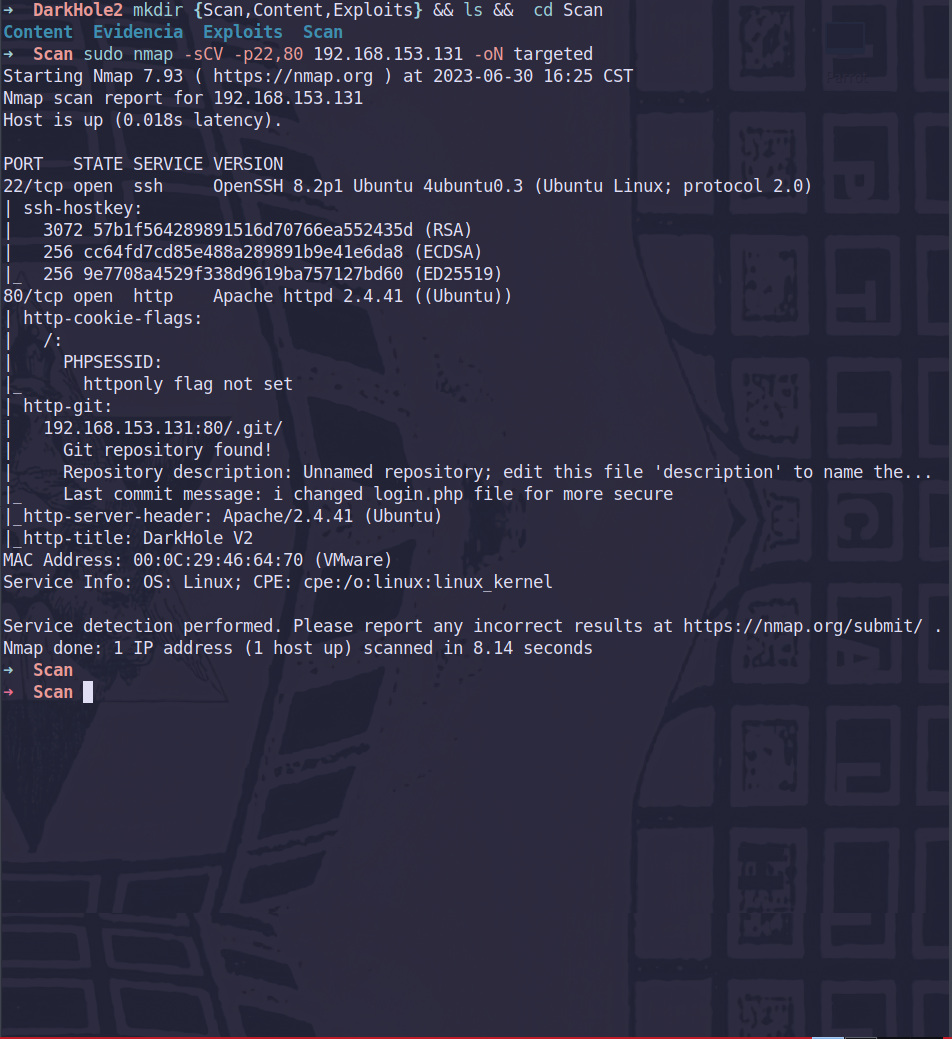 ➜  DarkHole2 mkdir {Scan,Content,Exploits} && ls &&  cd Scan
Content  Evidencia  Exploits  Scan
➜  Scan sudo nmap -sCV -p22,80 192.168.153.131 -oN targeted
Starting Nmap 7.93 ( https://nmap.org ) at 2023-06-30 16:25 CST
Nmap scan report for 192.168.153.131
Host is up (0.018s latency).

PORT   STATE SERVICE VERSION
22/tcp open  ssh     OpenSSH 8.2p1 Ubuntu 4ubuntu0.3 (Ubuntu Linux; protocol 2.0)
| ssh-hostkey:
|   3072 57b1f564289891516d70766ea552435d (RSA)
|   256 cc64fd7cd85e488a289891b9e41e6da8 (ECDSA)
|_  256 9e7708a4529f338d9619ba757127bd60 (ED25519)
80/tcp open  http    Apache httpd 2.4.41 ((Ubuntu))
| http-cookie-flags:
|   /:
|     PHPSESSID:
|_      httponly flag not set
| http-git:
|   192.168.153.131:80/.git/
|     Git repository found!
|     Repository description: Unnamed repository; edit this file 'description' to name the...
|_    Last commit message: i changed login.php file for more secure
|_http-server-header: Apache/2.4.41 (Ubuntu)
|_http-title: DarkHole V2
MAC Address: 00:0C:29:46:64:70 (VMware)
Service Info: OS: Linux; CPE: cpe:/o:linux:linux_kernel

Service detection performed. Please report any incorrect results at https://nmap.org/submit/ .
Nmap done: 1 IP address (1 host up) scanned in 8.14 seconds
➜  Scan
➜  Scan